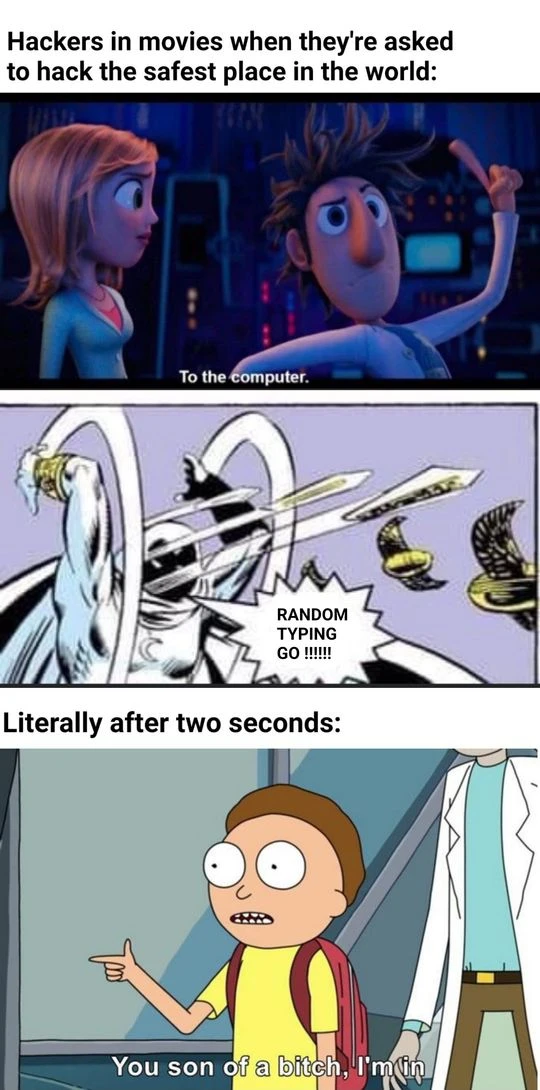 Hackers in movies when they're asked
to hack the safest place in the world:
To the computer.
RANDOM
TYPING
GO !!!!!!
Literally after two seconds:
You son of a bitch, I'm in